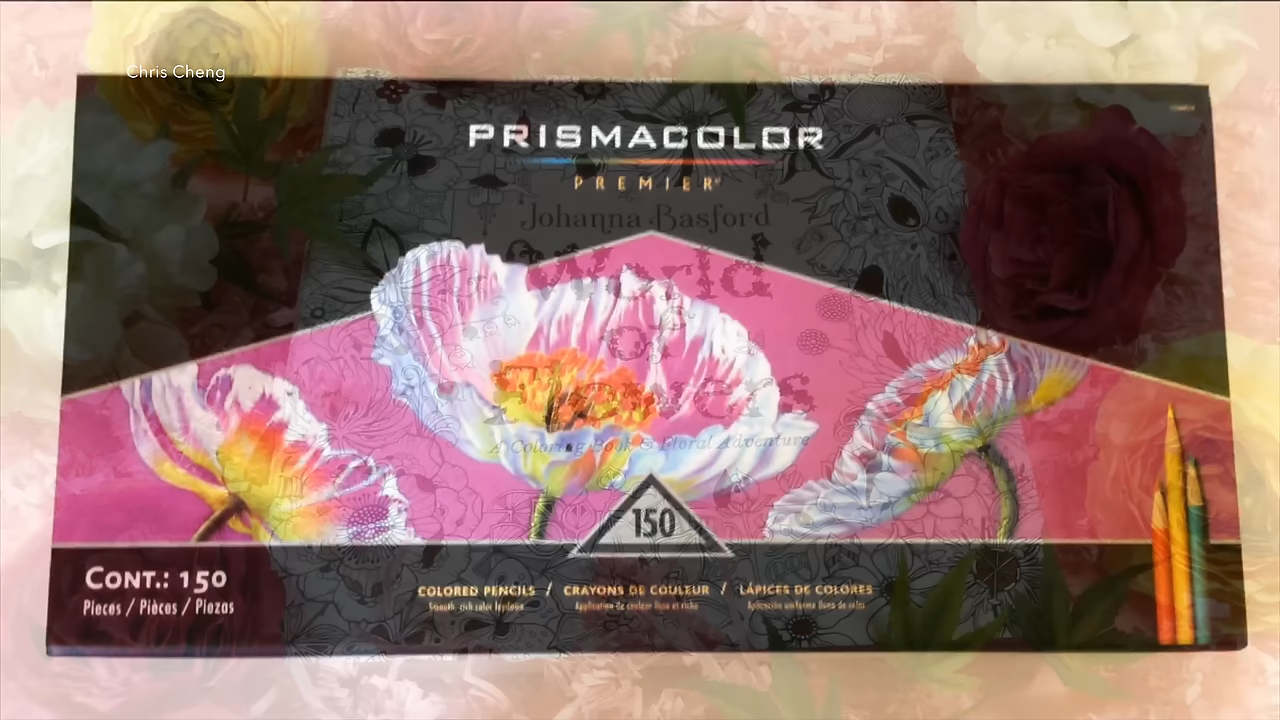 Chris Cheng
PRISMACOLOR
PREMIER
Johanna Basford
World
of
Flowers
A Coloring Book & Floral Adventure
150
CONT.: 150
Pieces / Pièces / Piezas
COLORED PENCILS / CRAYONS DE COULEUR / LÁPICES DE COLORES